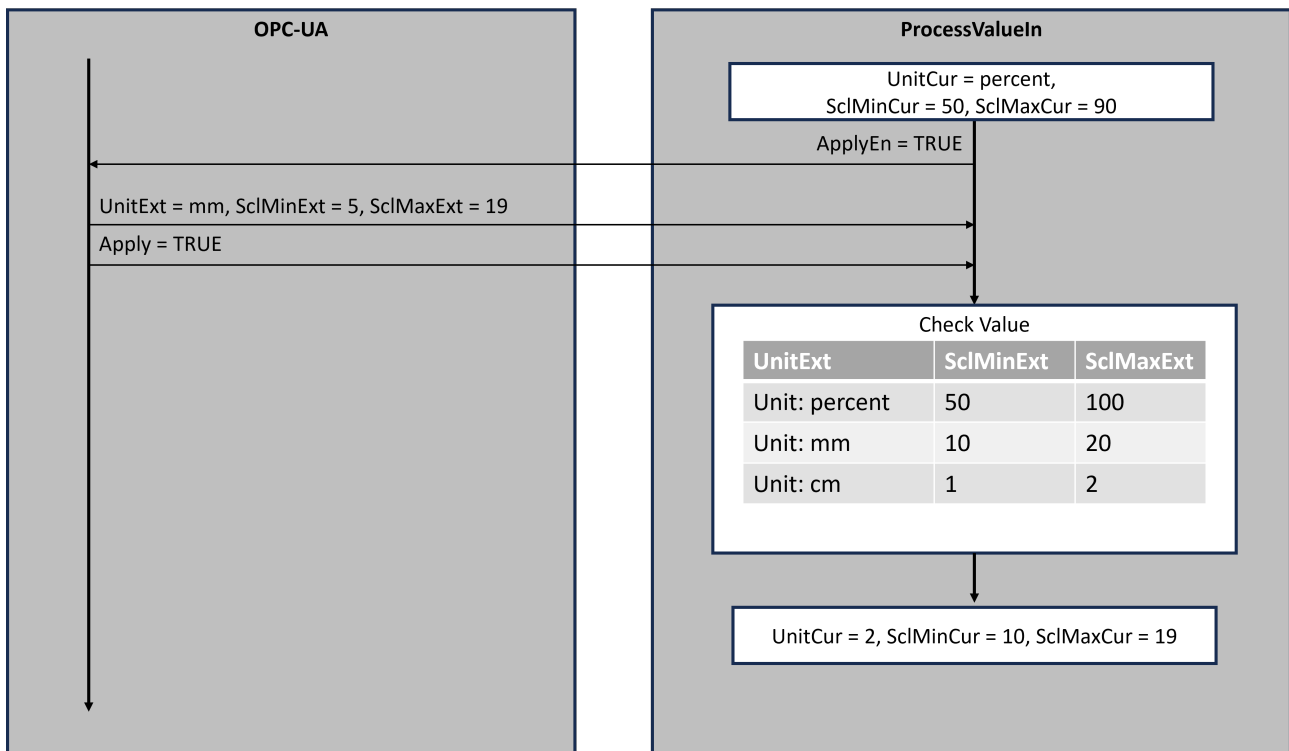 OPC-UA
ProcessValueIn
UnitCur = percent,
SclMinCur = 50, SclMaxCur = 90
ApplyEn = TRUE
UnitExt = mm, SclMinExt = 5, SclMaxExt = 19
Apply = TRUE
Check Value
UnitExt SclMinExt SclMaxExt
Unit: percent 50 100
Unit: mm 10 20
Unit: cm 1 2
UnitCur = 2, SclMinCur = 10, SclMaxCur = 19